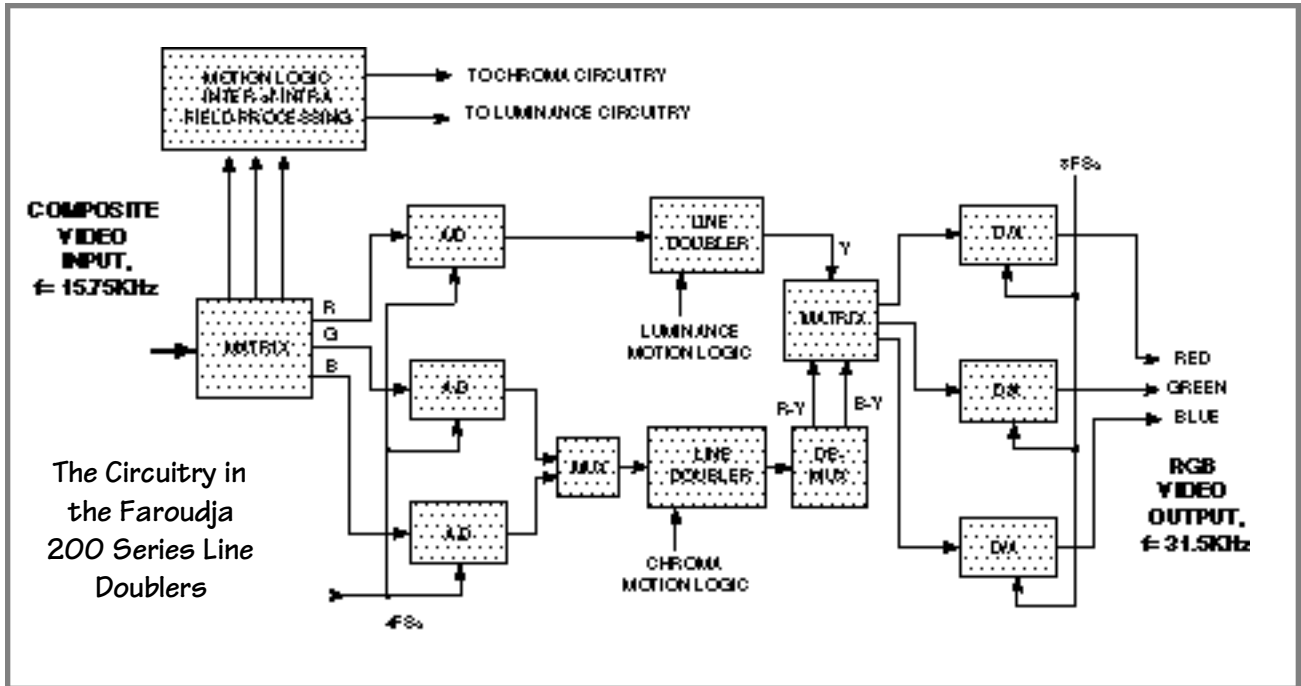 MOTION LOGIC
INTER
INTRA
FIELD PROCESSING
TO CHROMA CIRCUITRY
TO LUMINANCE CIRCUITRY
COMPOSITE
VIDEO
INPUT,
f= 15.75KHz
MATRIX
R
G
B
A/D
A/D
A/D
4FSc
MUX
LINE
DOUBLER
LUMINANCE
MOTION LOGIC
LINE
DOUBLER
CHROMA
MOTION LOGIC
Y
MATRIX
R-Y
B-Y
DE-
MUX
8FSc
D/A
D/A
D/A
RED
GREEN
BLUE
RGB
VIDEO
OUTPUT,
f= 31.5KHz
The Circuitry in
the Faroudja
200 Series Line
Doublers